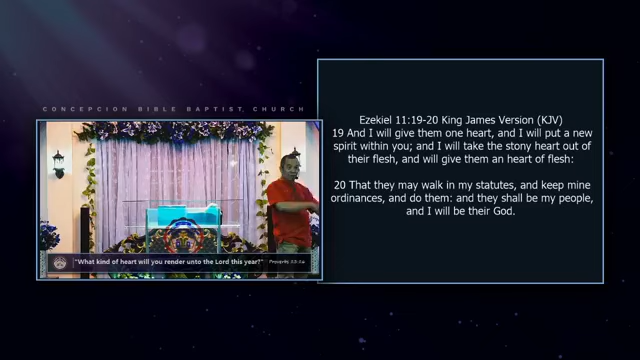 CONCEPCION BIBLE BAPTIST CHURCH
"What kind of heart will you render unto the Lord this year?" Proverbs 23:26
Ezekiel 11:19-20 King James Version (KJV)
19 And I will give them one heart, and I will put a new
spirit within you; and I will take the stony heart out of
their flesh, and will give them an heart of flesh:
20 That they may walk in my statutes, and keep mine
ordinances, and do them: and they shall be my people,
and I will be their God.